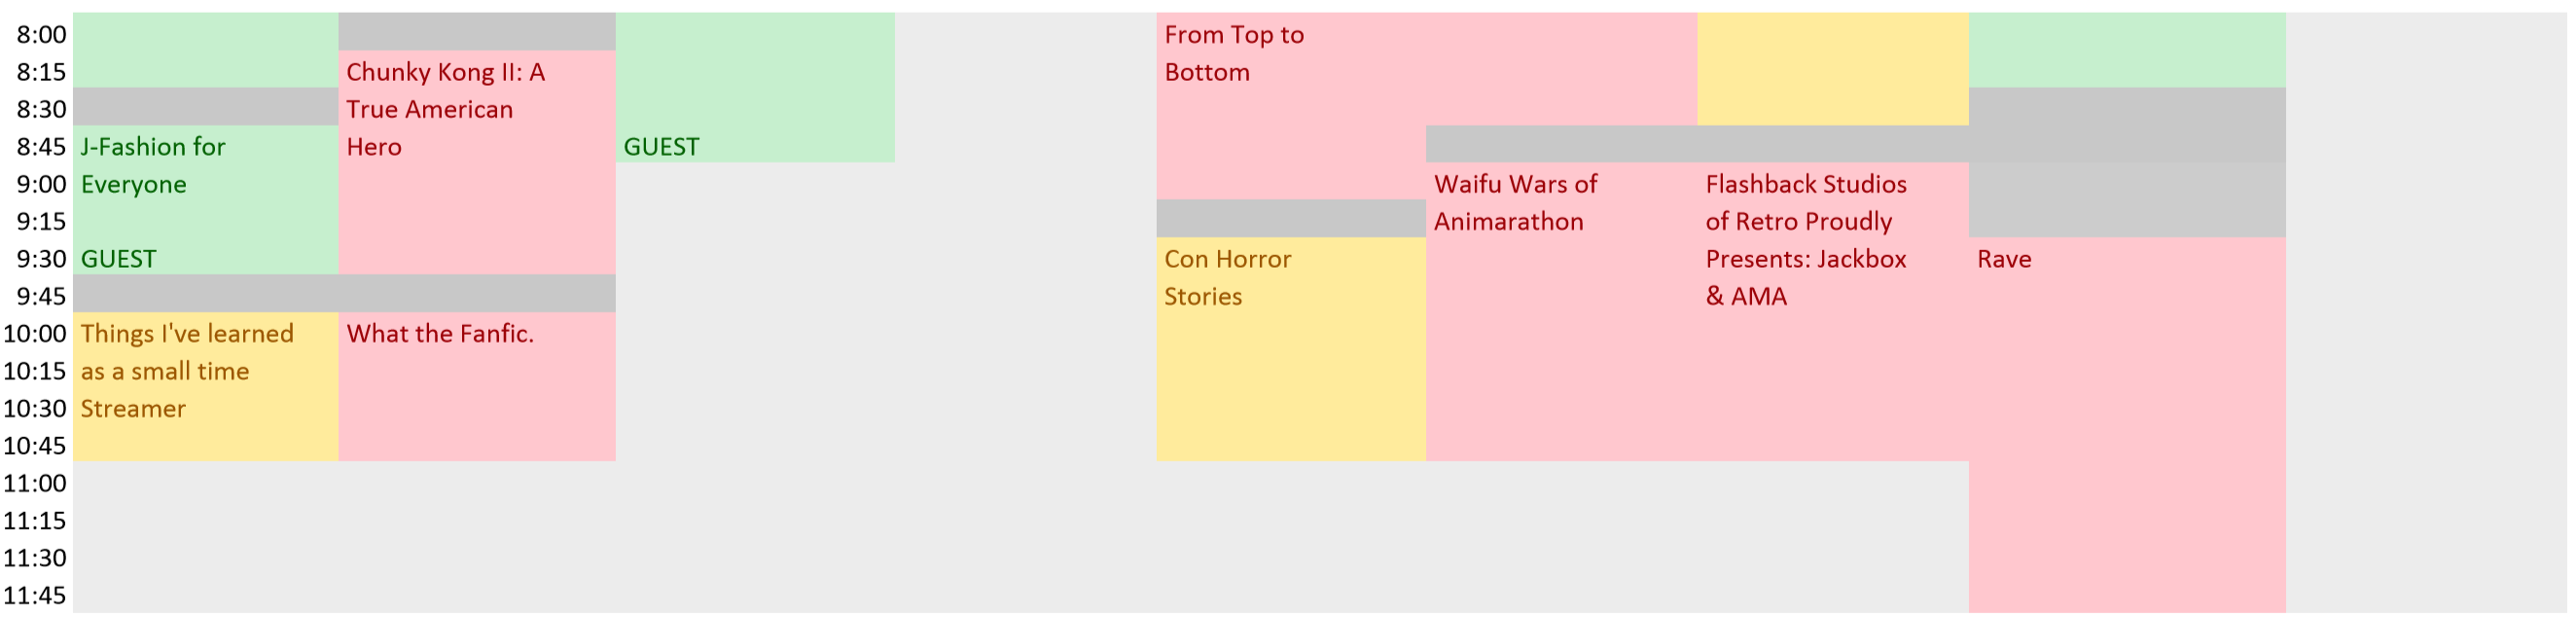 8:00 From Top to
8:15 Chunky Kong II: A Bottom
8:30 True American
8:45 J-Fashion for Hero GUEST
9:00 Everyone Waifu Wars of Flashback Studios
9:15 Animarathon of Retro Proudly
9:30 GUEST Con Horror Presents: Jackbox Rave
9:45 Stories & AMA
10:00 Things I've learned What the Fanfic.
10:15 as a small time
10:30 Streamer
10:45
11:00
11:15
11:30
11:45